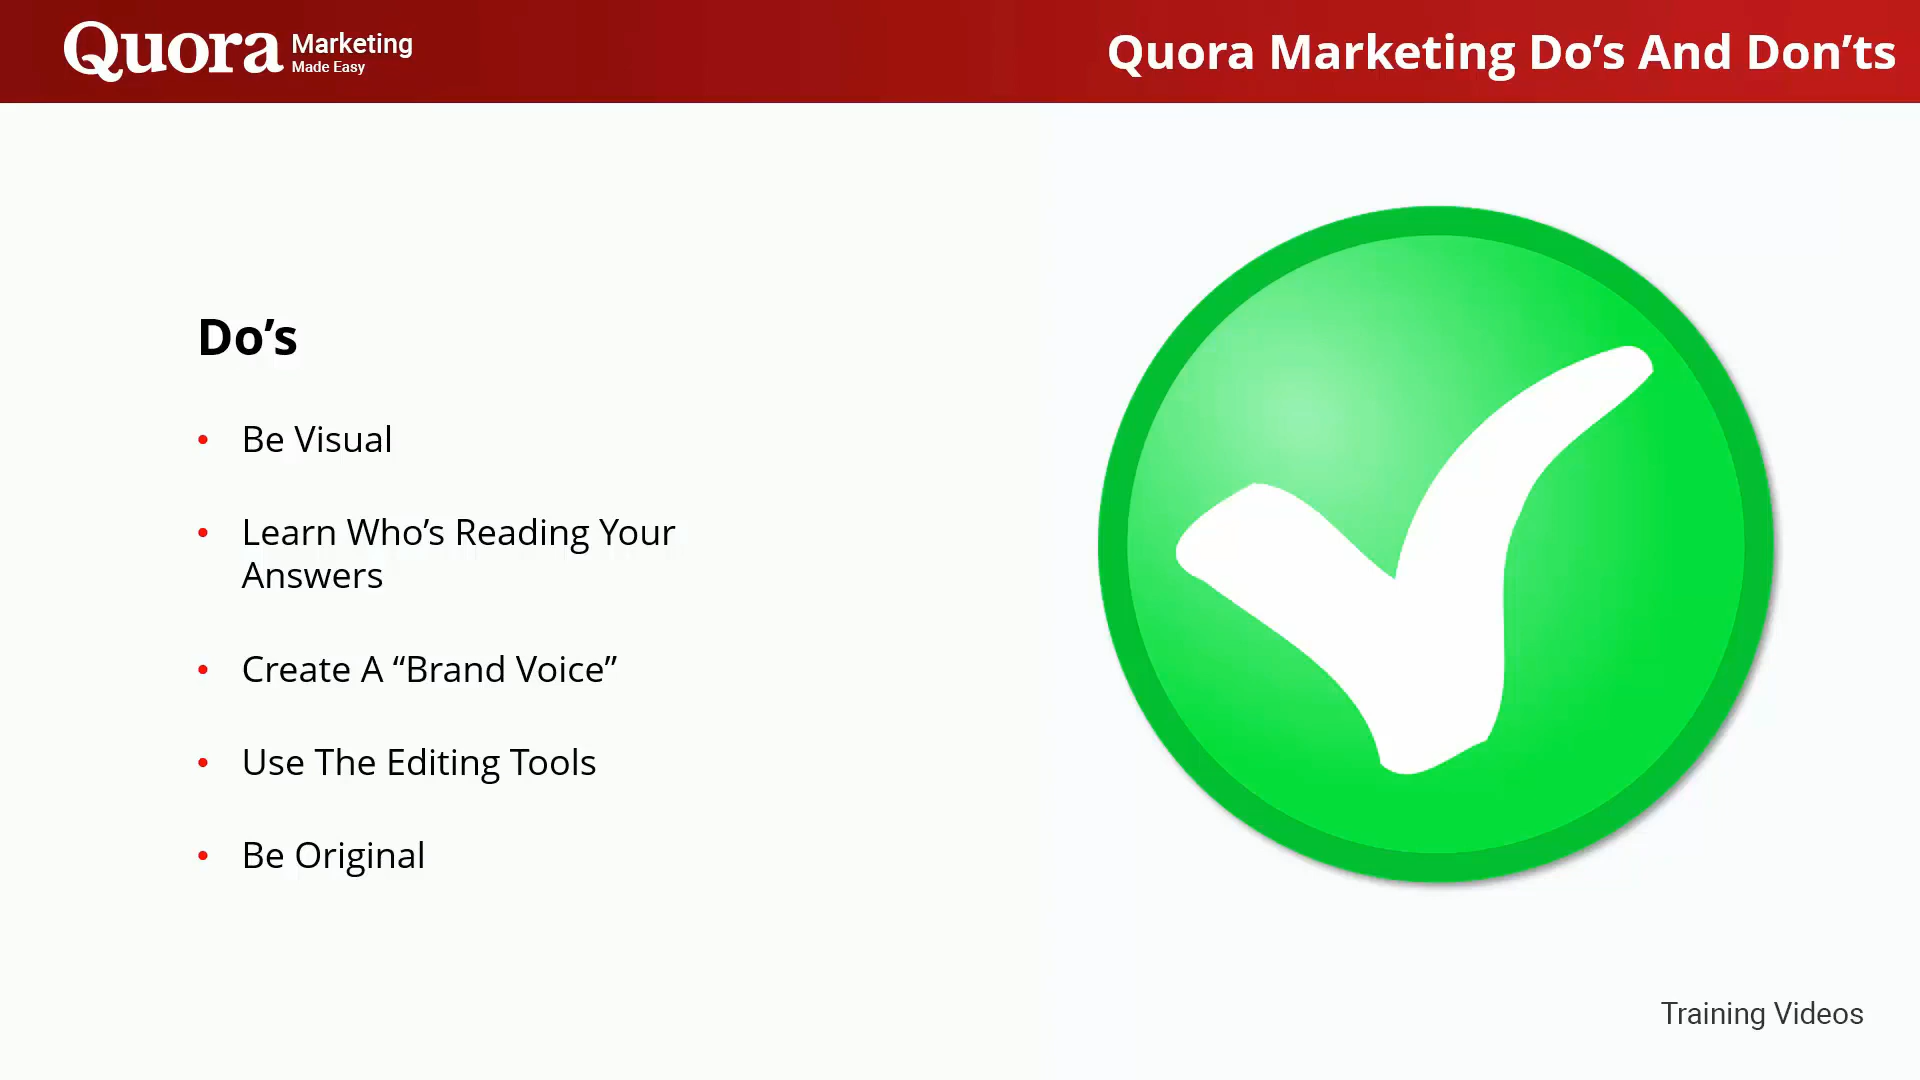 Quora Marketing
Made Easy
Quora Marketing Do’s And Don’ts
Do’s
• Be Visual
• Learn Who’s Reading Your
Answers
• Create A “Brand Voice”
• Use The Editing Tools
• Be Original
Training Videos